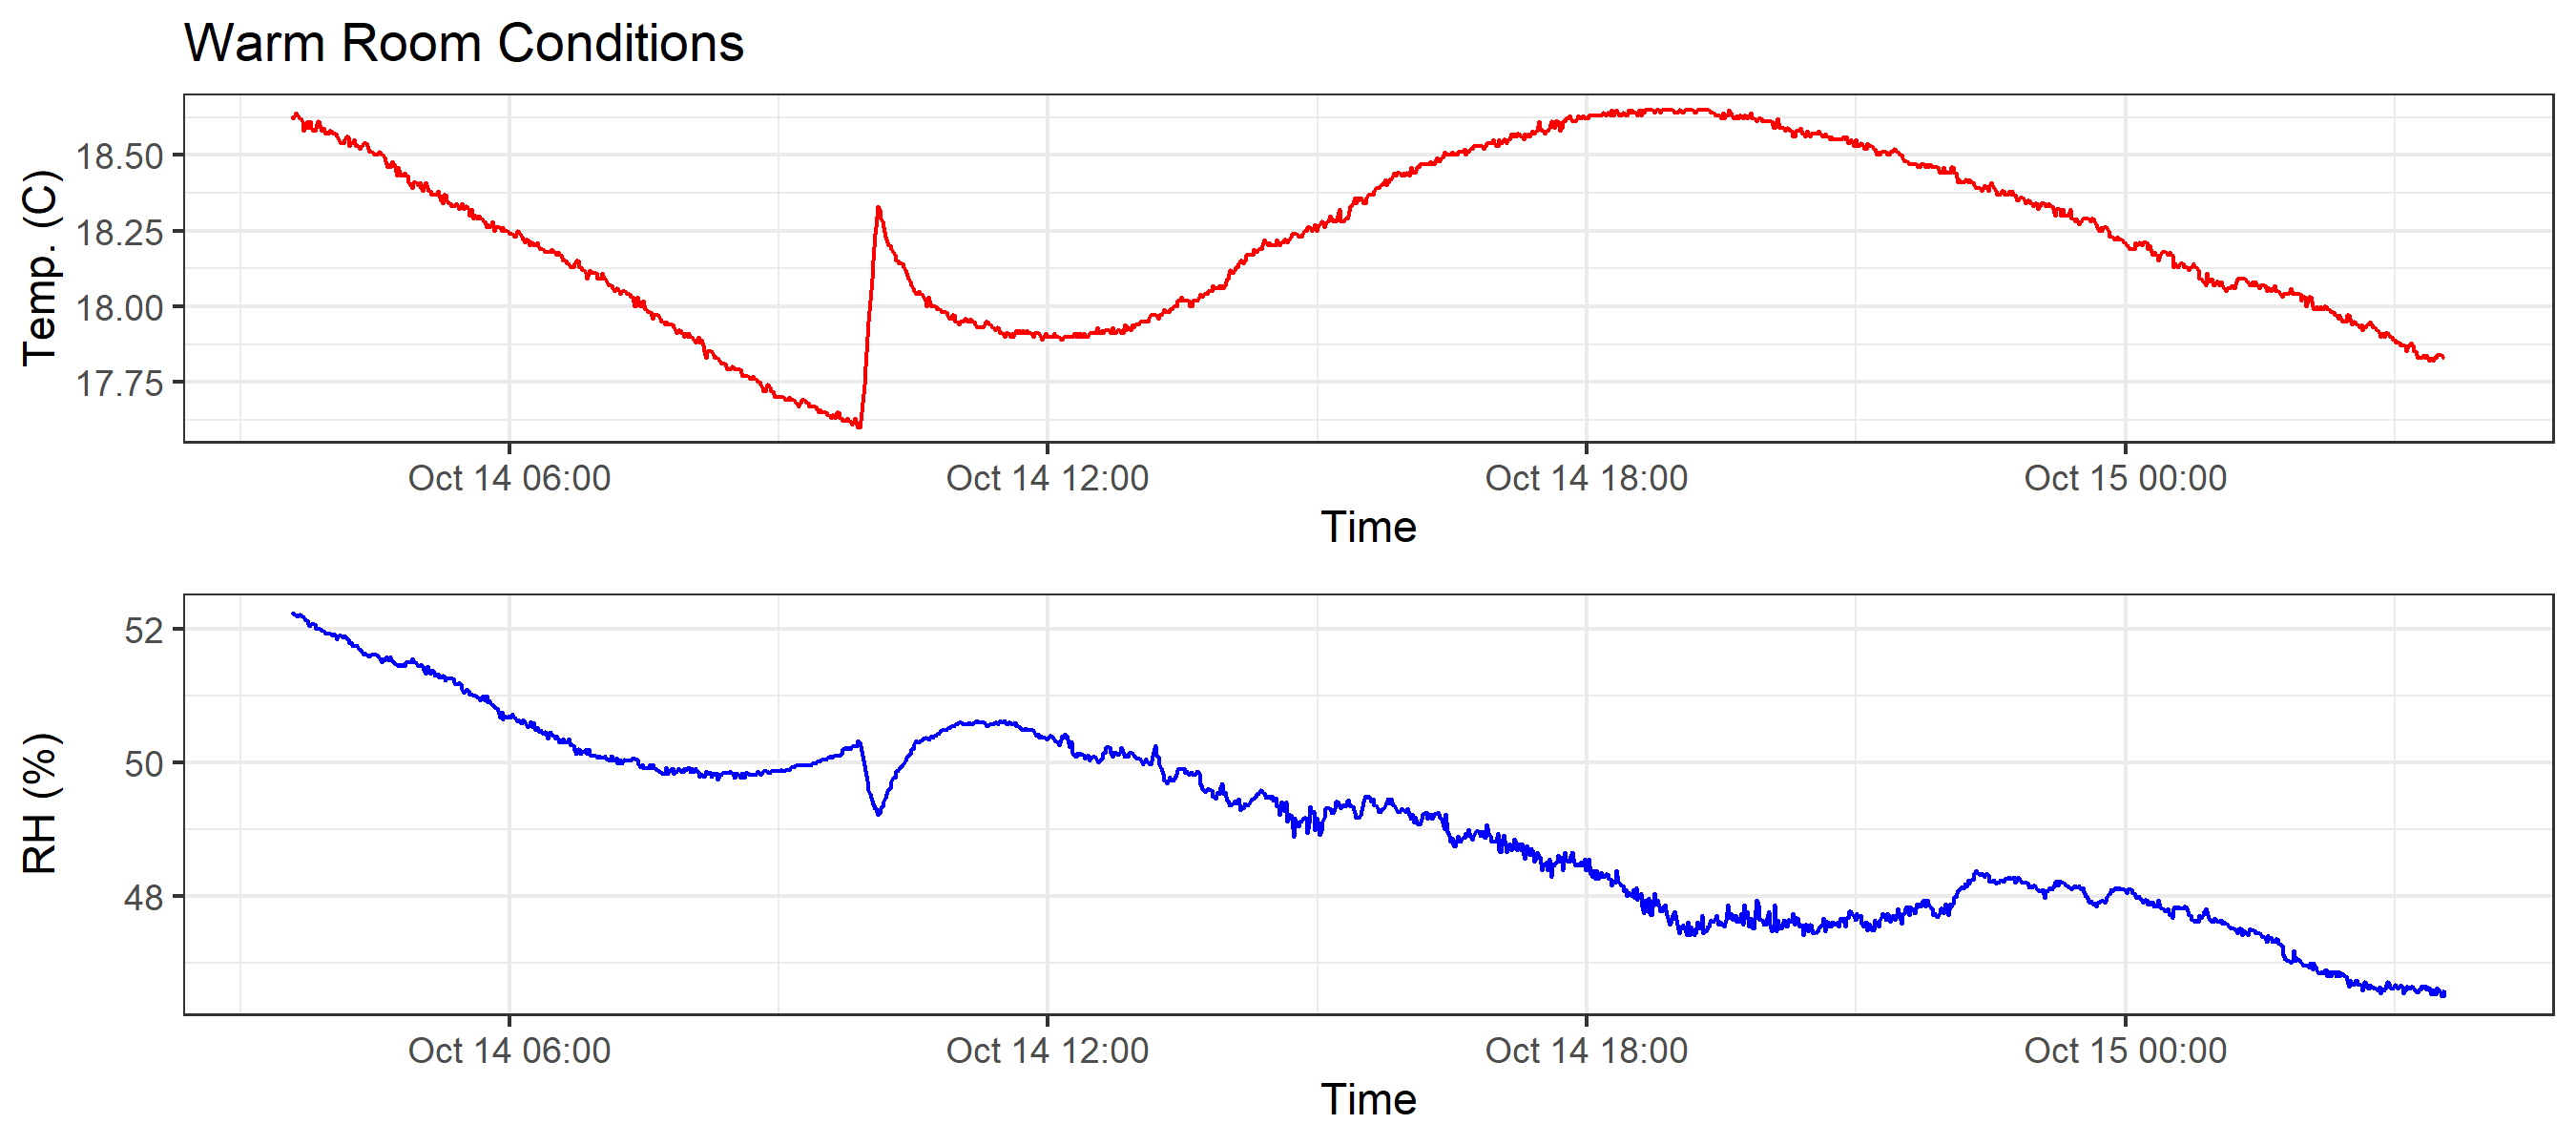 Warm Room Conditions
Temp. (C)
18.50
18.25
18.00
17.75
Oct 14 06:00 Oct 14 12:00 Oct 14 18:00 Oct 15 00:00
Time
RH (%)
52
50
48
Oct 14 06:00 Oct 14 12:00 Oct 14 18:00 Oct 15 00:00
Time